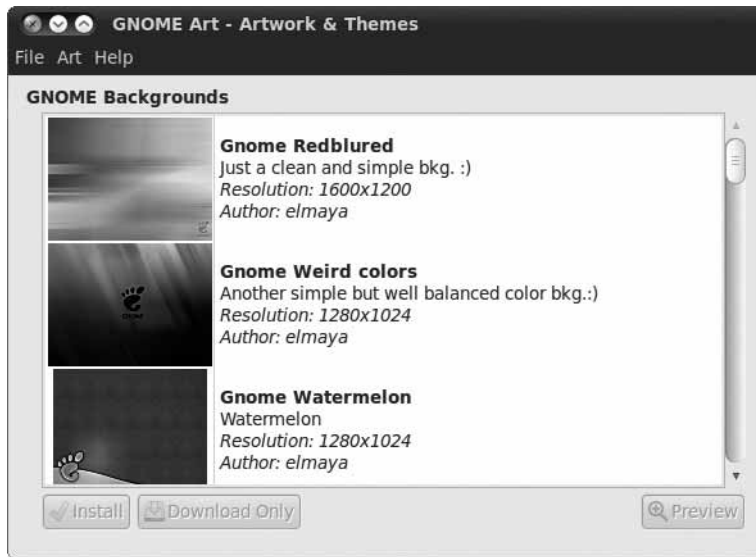 GNOME Art - Artwork & Themes
File Art Help
GNOME Backgrounds
Gnome Redblured
Just a clean and simple bkg. :)
Resolution: 1600x1200
Author: elmaya
Gnome Weird colors
Another simple but well balanced color bkg.:)
Resolution: 1280x1024
Author: elmaya
Gnome Watermelon
Watermelon
Resolution: 1280x1024
Author: elmaya
Install Download Only Preview